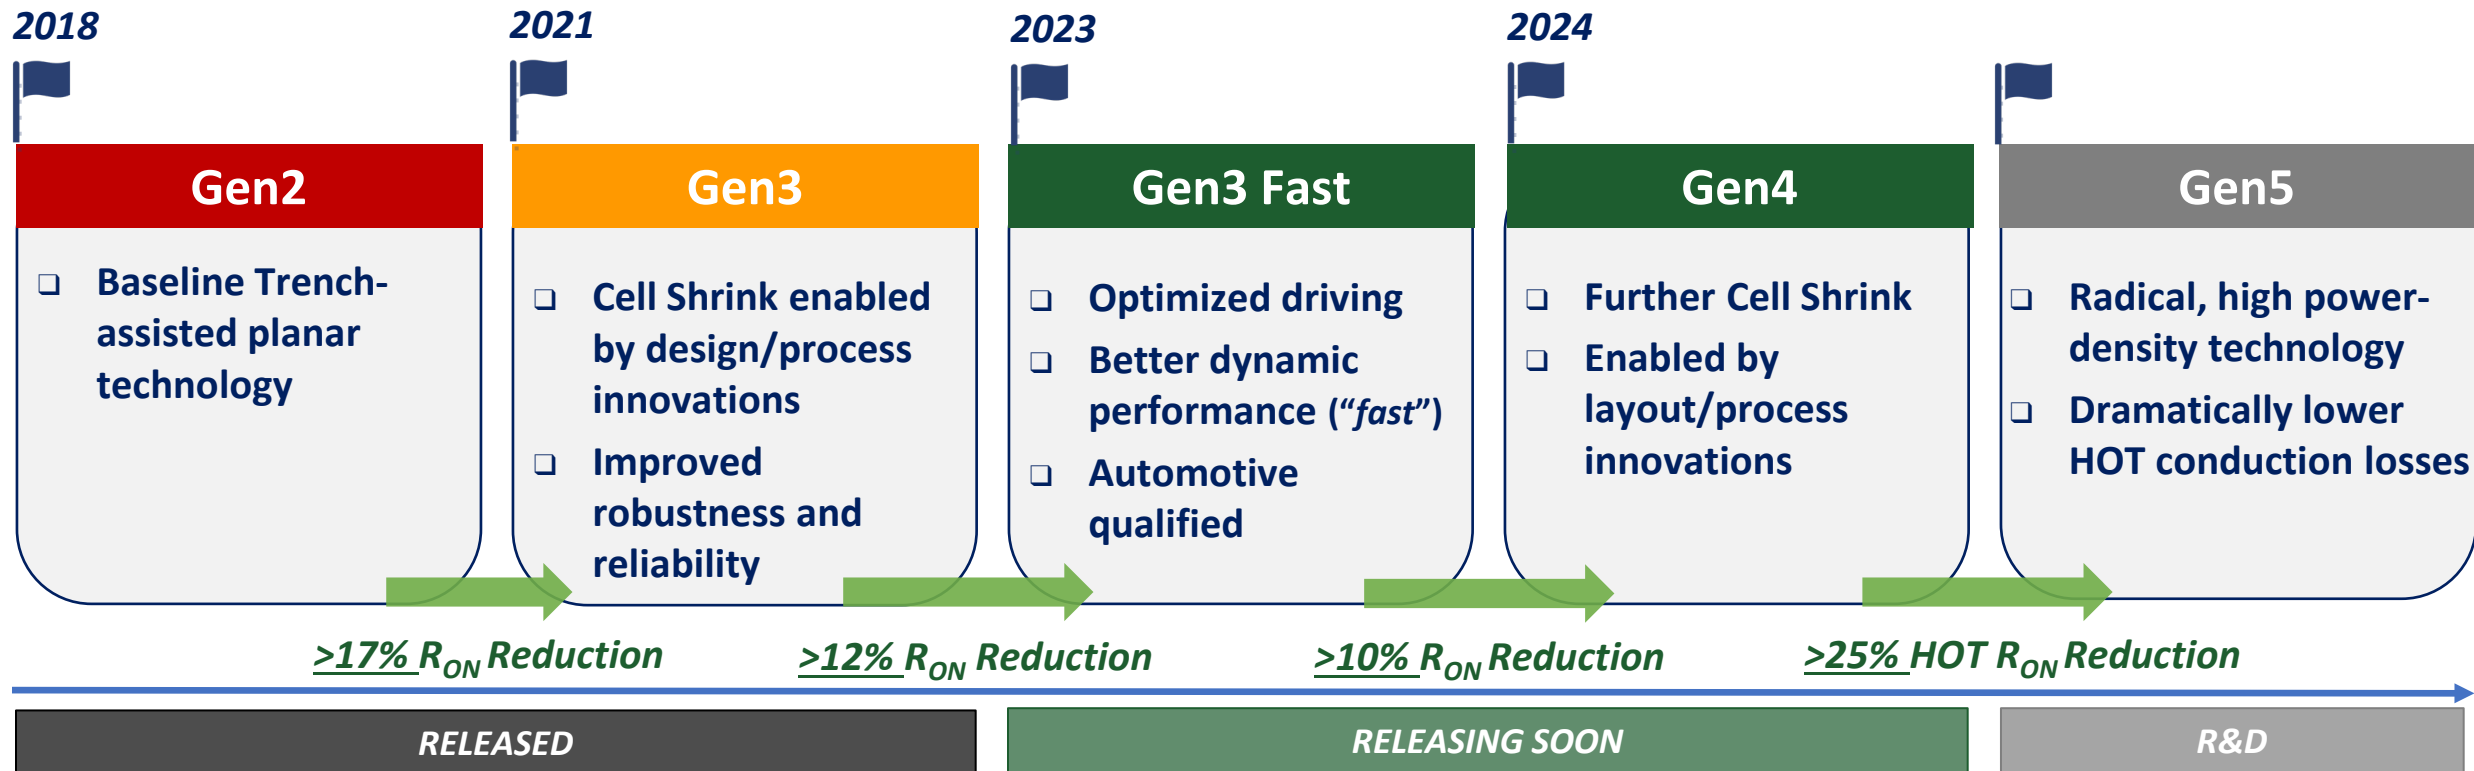 2018
2021
2023
2024
Gen2
Gen3
Gen3 Fast
Gen4
Gen5
❑ Baseline Trench-
assisted planar
technology
❑ Cell Shrink enabled
by design/process
innovations
❑ Improved
robustness and
reliability
❑ Optimized driving
❑ Better dynamic
performance (“fast”)
❑ Automotive
qualified
❑ Further Cell Shrink
❑ Enabled by
layout/process
innovations
❑ Radical, high power-
density technology
❑ Dramatically lower
HOT conduction losses
>17% RON Reduction
>12% RON Reduction
>10% RON Reduction
>25% HOT RON Reduction
RELEASED
RELEASING SOON
R&D